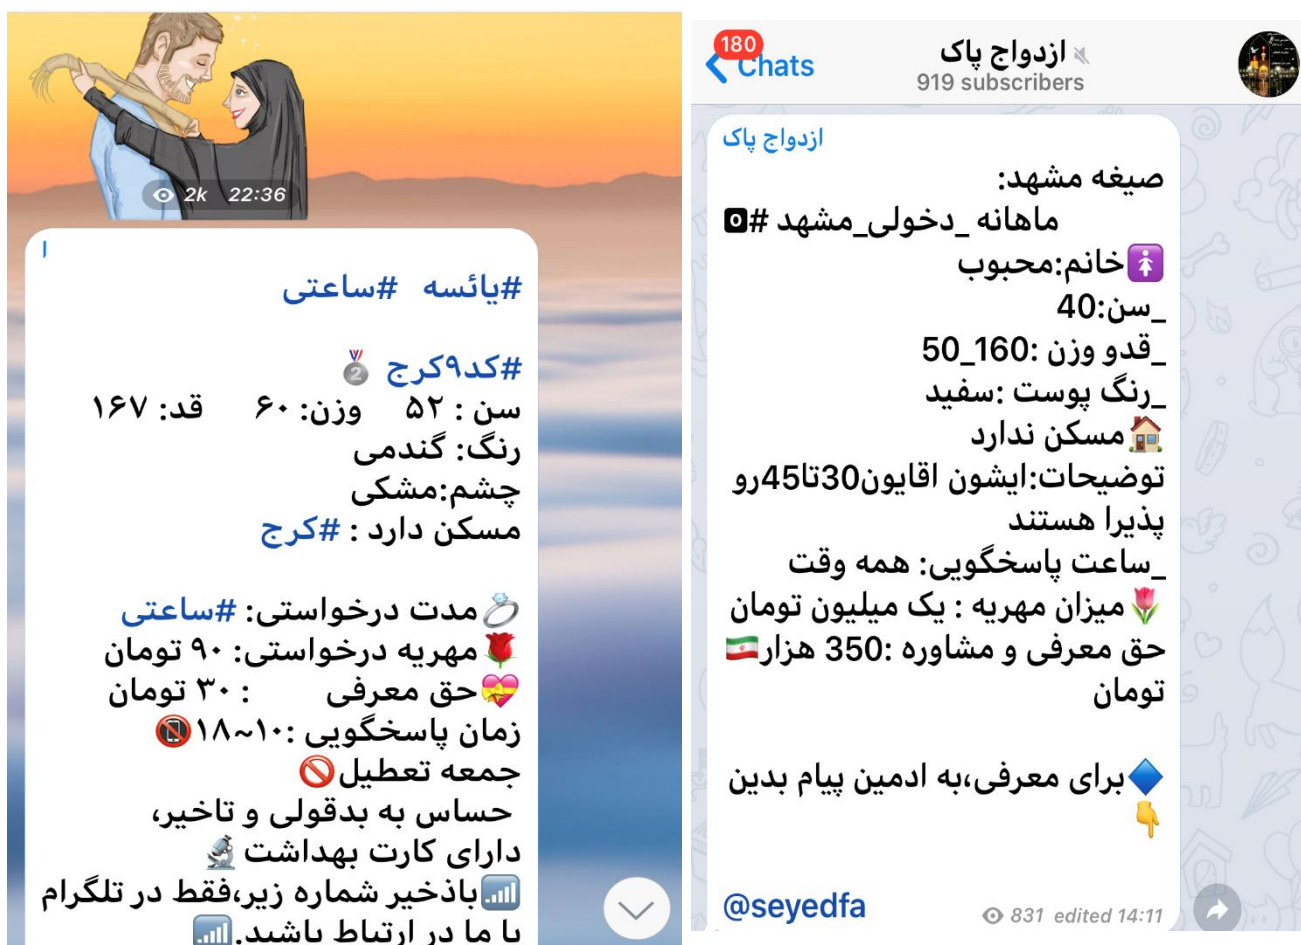 2k 22:36
ا
#یائسه #ساعتی
#کد۹کرج 2
سن : ۵۲ وزن: ۶۰ قد: ۱۶۷
رنگ: گندمی
چشم:مشکی
مسکن دارد : #کرج
مدت درخواستی: #ساعتی
مهریه درخواستی: ۹۰ تومان
حق معرفی : ۳۰ تومان
زمان پاسخگویی :۱۰~۱۸
جمعه تعطیل
حساس به بدقولی و تاخیر،
دارای کارت بهداشت
باذخیر شماره زیر،فقط در تلگرام
با ما در ارتباط باشید.
180
Chats
ازدواج پاک
919 subscribers
ازدواج پاک
صیغه مشهد:
ماهانه _دخولی_مشهد #🅾
خانم:محبوب
_سن:40
_قدو وزن :160_50
_رنگ پوست :سفید
مسکن ندارد
توضیحات:ایشون اقایون30تا45رو
پذیرا هستند
_ساعت پاسخگویی: همه وقت
میزان مهریه : یک میلیون تومان
حق معرفی و مشاوره :350 هزار
تومان
برای معرفی،به ادمین پیام بدین
@seyedfa
831 edited 14:11